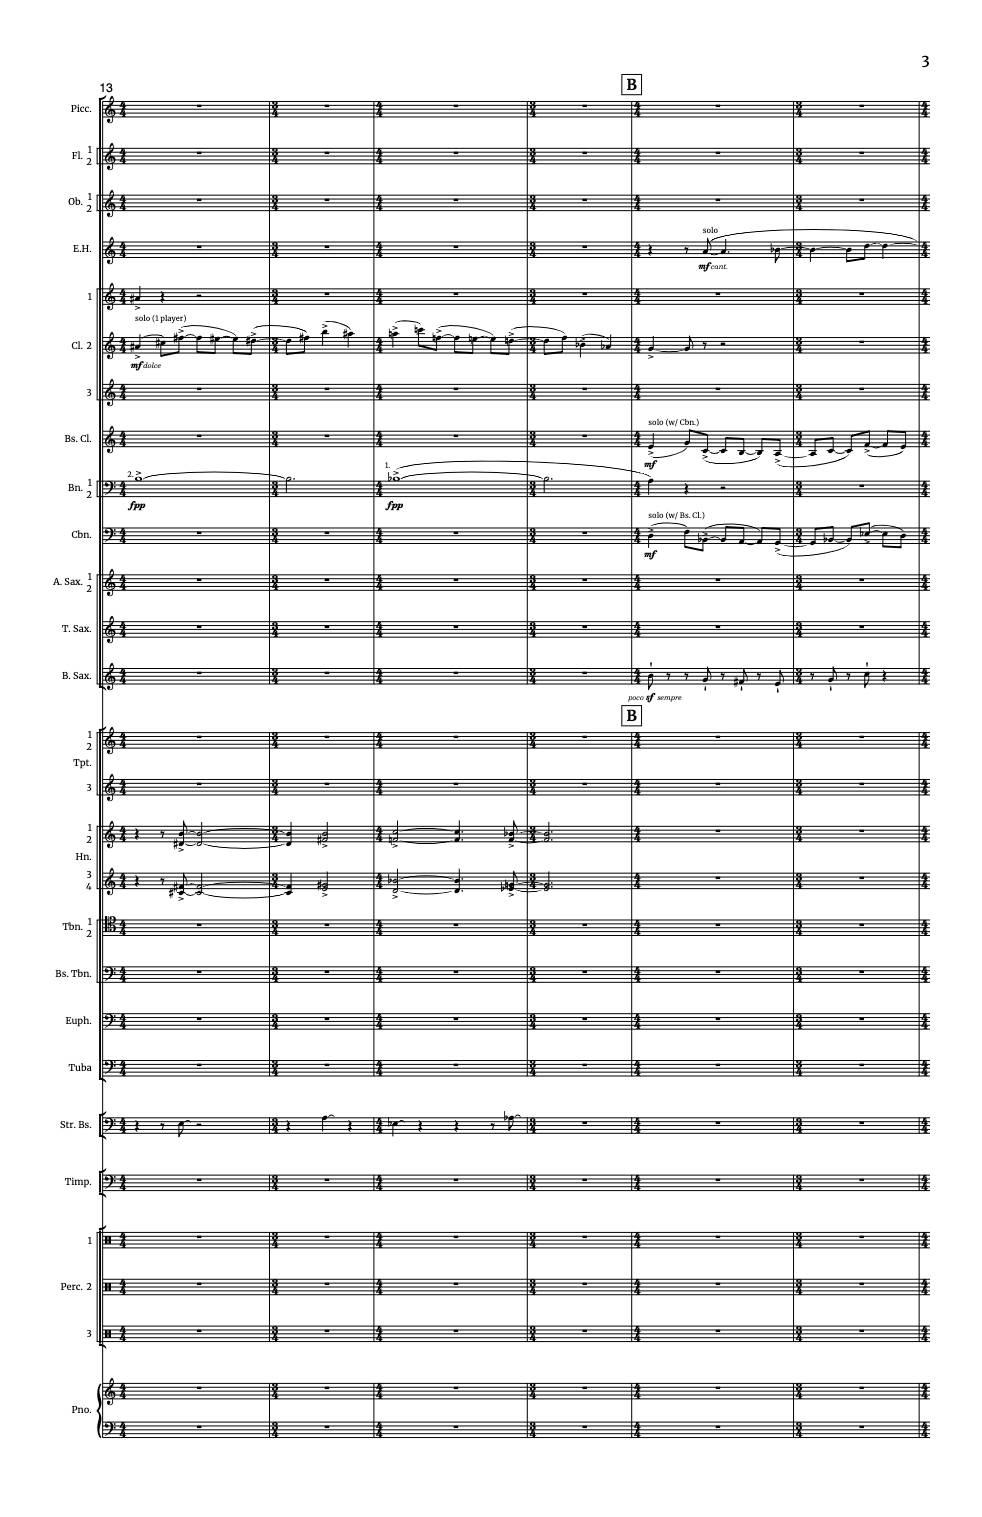 3
13
B
Picc.
Fl. 1
2
Ob. 1
2
solo
E.H.
mf cant.
1
solo (1 player)
Cl. 2
mf dolce
3
solo (w/ Cbn.)
Bs. Cl.
mf
1.
2.
Bn. 1
2
fpp
fpp
solo (w/ Bs. Cl.)
Cbn.
mf
A. Sax. 1
2
T. Sax.
B. Sax.
poco sf sempre
B
1
2
Tpt.
3
1
2
Hn.
3
4
Tbn. 1
2
Bs. Tbn.
Euph.
Tuba
Str. Bs.
Timp.
1
Perc. 2
3
Pno.